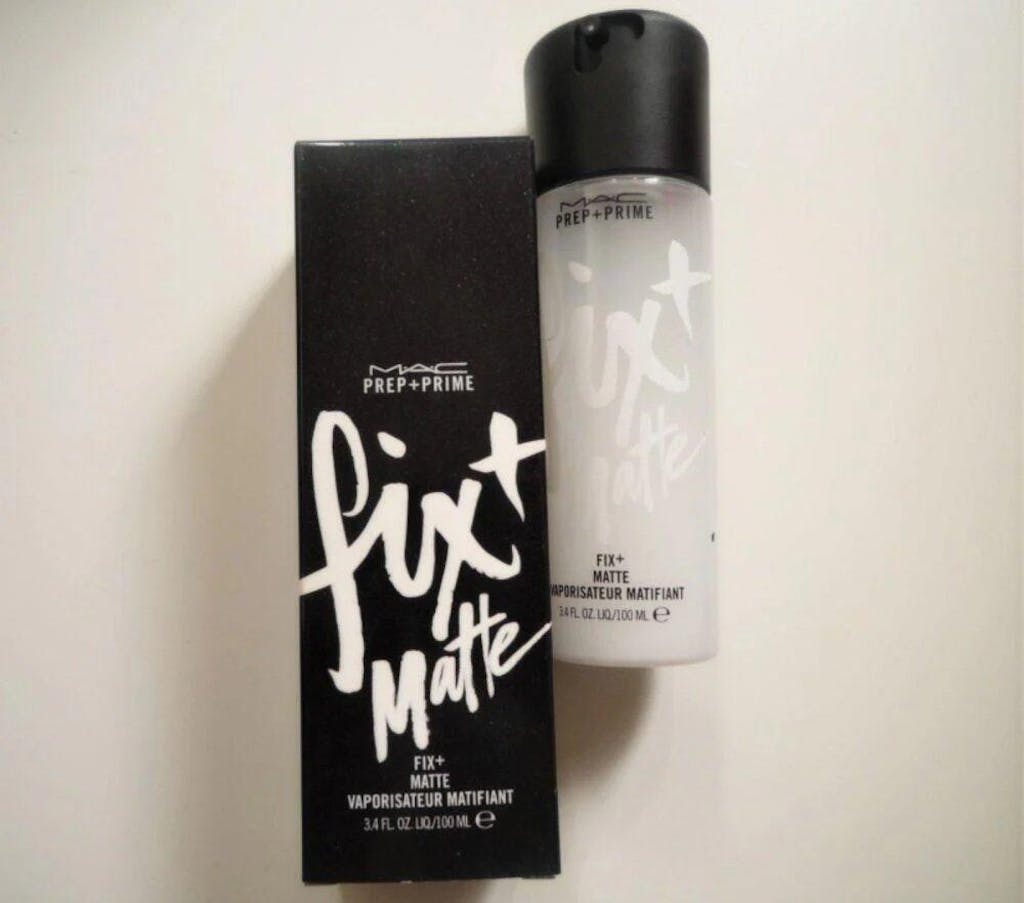 MAC
PREP+PRIME
fix+
Matte
FIX+
MATTE
VAPORISATEUR MATIFIANT
3.4 FL. OZ. LIQ./100 ML ℮
MAC
PREP+PRIME
fix+
Matte
FIX+
MATTE
VAPORISATEUR MATIFIANT
3.4 FL. OZ. LIQ./100 ML ℮